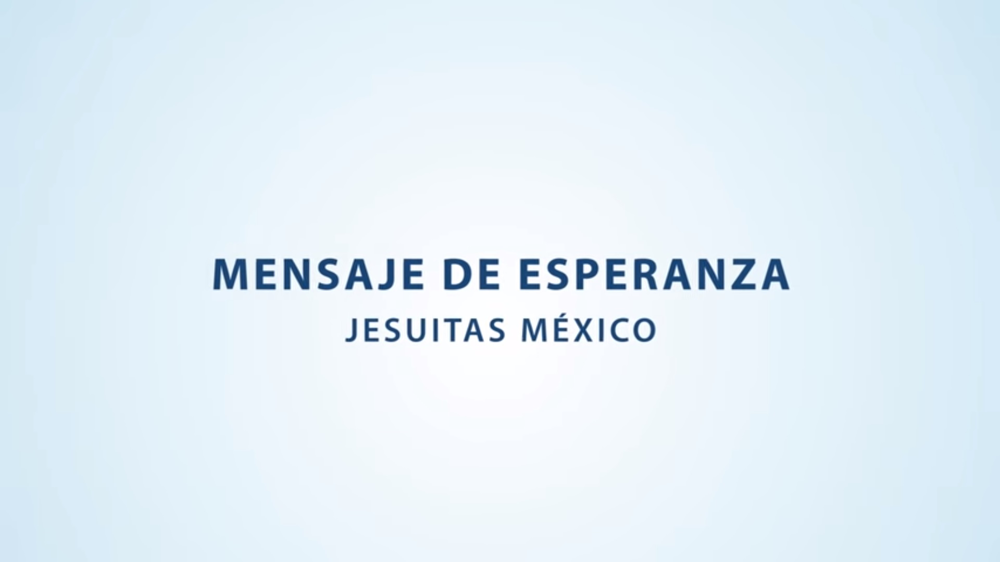 MENSAJE DE ESPERANZA
JESUITAS MÉXICO